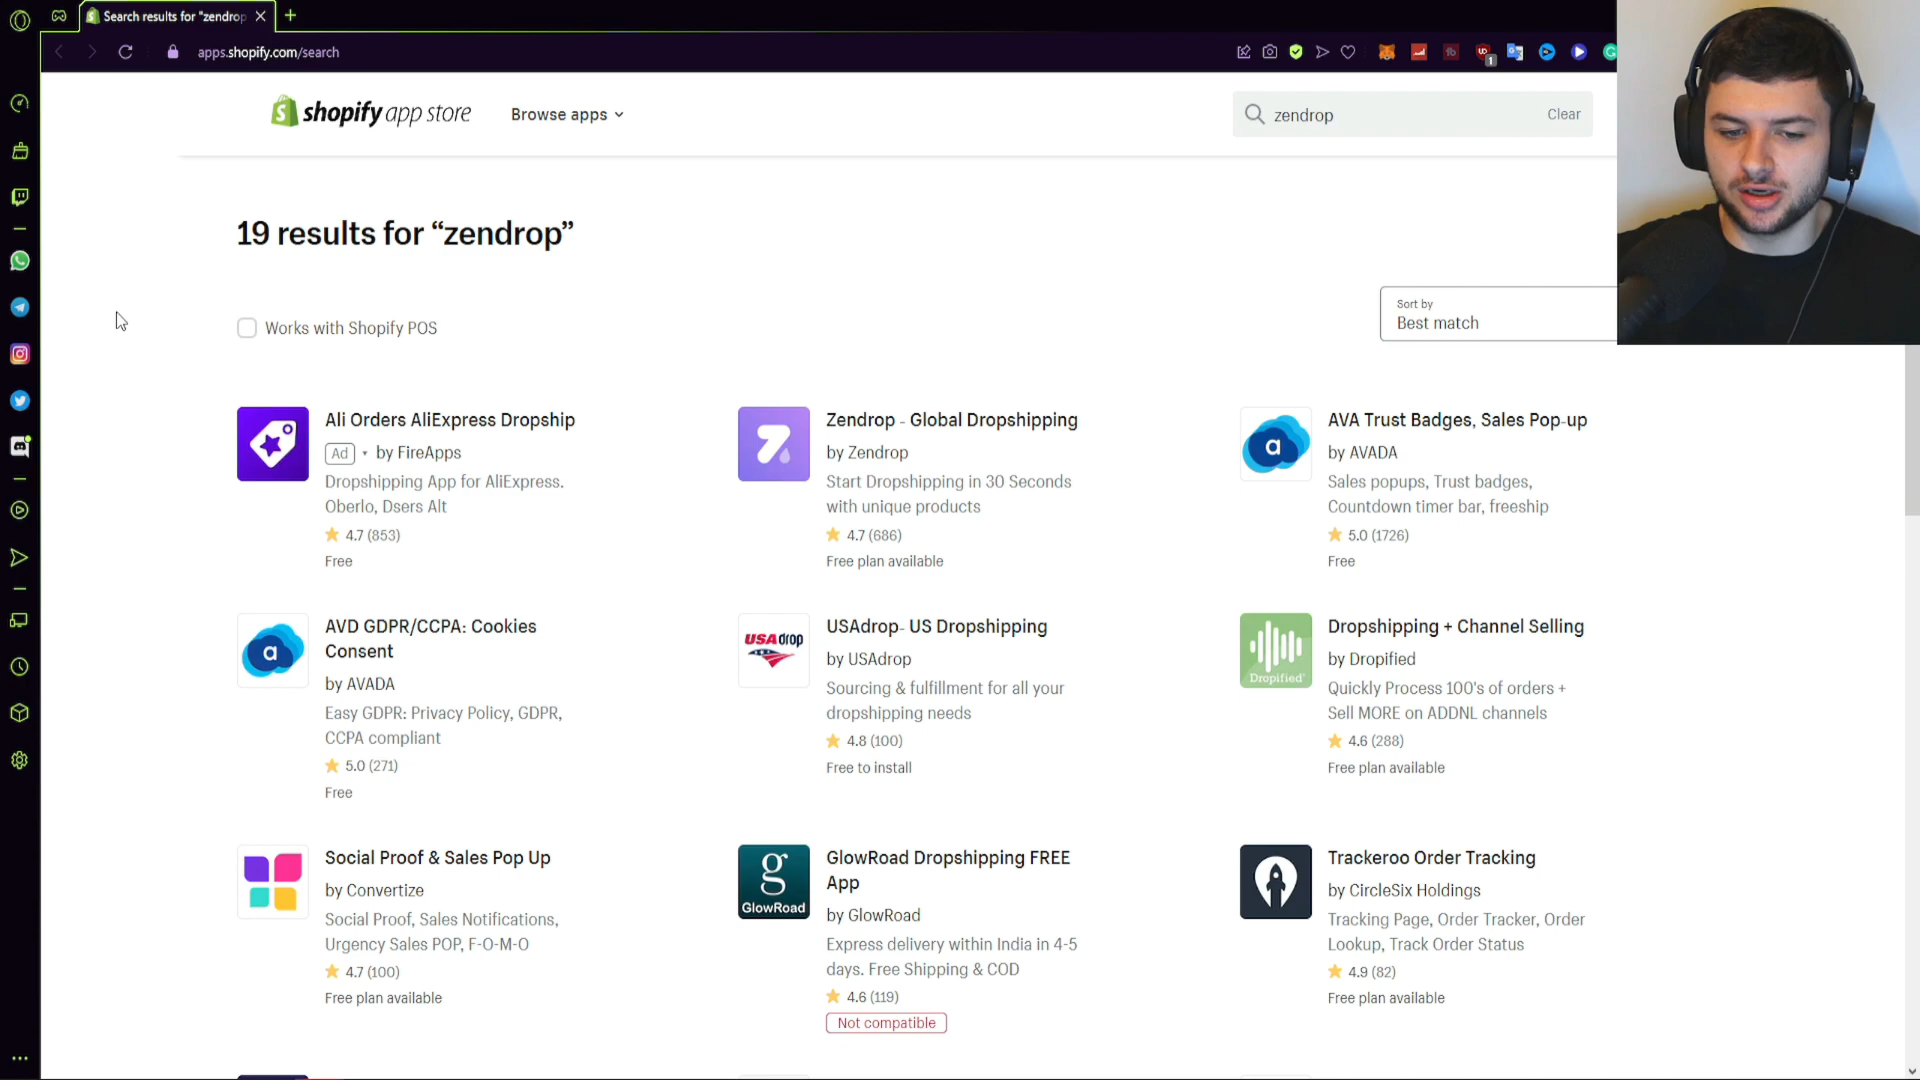 Search results for "zendrop
apps.shopify.com/search
1
shopify app store
Browse apps
zendrop
Clear
19 results for “zendrop”
Works with Shopify POS
Sort by
Best match
Ali Orders AliExpress Dropship
Ad • by FireApps
Dropshipping App for AliExpress.
Oberlo, Dsers Alt
4.7 (853)
Free
Zendrop - Global Dropshipping
by Zendrop
Start Dropshipping in 30 Seconds
with unique products
4.7 (686)
Free plan available
a
AVA Trust Badges, Sales Pop-up
by AVADA
Sales popups, Trust badges,
Countdown timer bar, freeship
5.0 (1726)
Free
a
AVD GDPR/CCPA: Cookies
Consent
by AVADA
Easy GDPR: Privacy Policy, GDPR,
CCPA compliant
5.0 (271)
Free
USAdrop
USAdrop- US Dropshipping
by USAdrop
Sourcing & fulfillment for all your
dropshipping needs
4.8 (100)
Free to install
Dropified
Dropshipping + Channel Selling
by Dropified
Quickly Process 100's of orders +
Sell MORE on ADDNL channels
4.6 (288)
Free plan available
Social Proof & Sales Pop Up
by Convertize
Social Proof, Sales Notifications,
Urgency Sales POP, F-O-M-O
4.7 (100)
Free plan available
g
GlowRoad
GlowRoad Dropshipping FREE
App
by GlowRoad
Express delivery within India in 4-5
days. Free Shipping & COD
4.6 (119)
Not compatible
Trackeroo Order Tracking
by CircleSix Holdings
Tracking Page, Order Tracker, Order
Lookup, Track Order Status
4.9 (82)
Free plan available